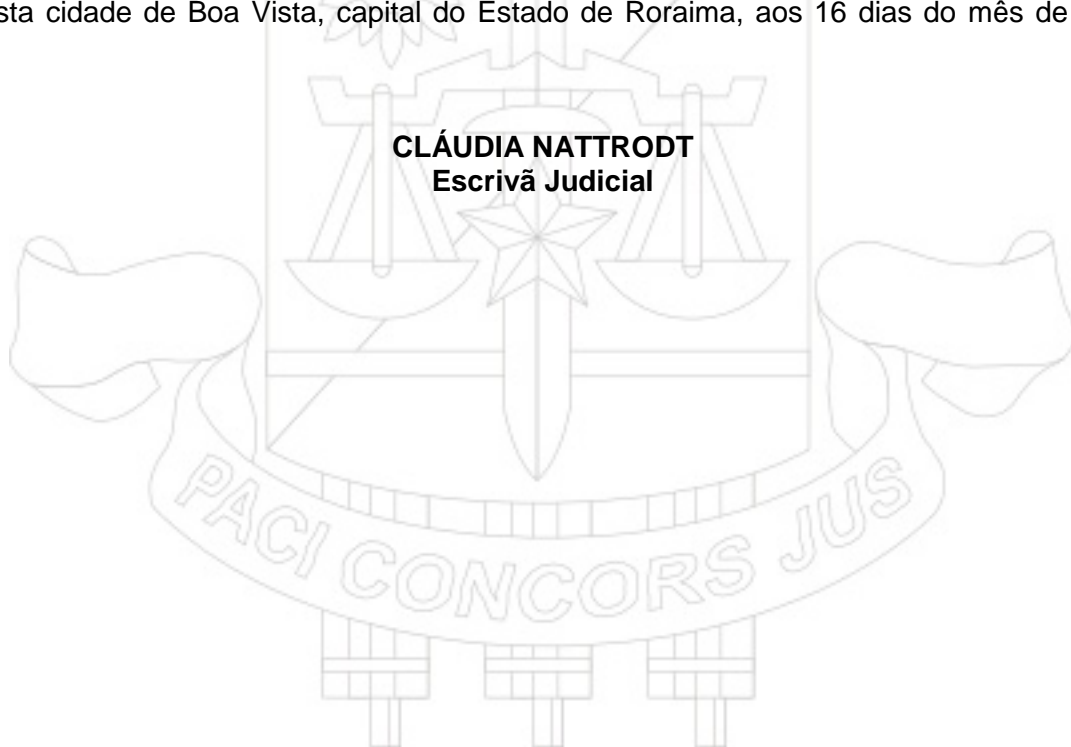 sta cidade de Boa Vista, capital do Estado de Roraima, aos 16 dias do mês de
CLÁUDIA NATTRODT
Escrivã Judicial
PACI CONCORS JUS